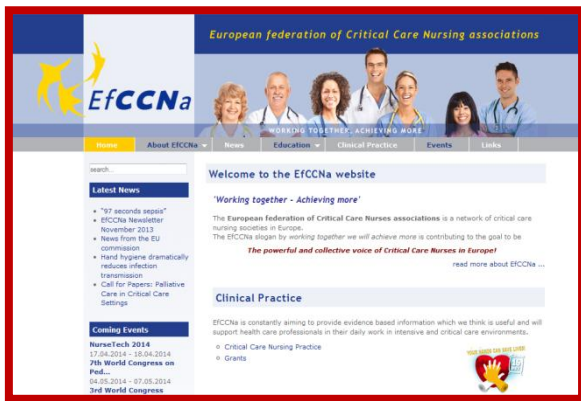 European federation of Critical Care Nursing associations
EfCCNa
WORKING TOGETHER, ACHIEVING MORE
Home About EfCCNa News Education Clinical Practice Events Links
search...
Latest News
"97 seconds sepsis"
EfCCNa Newsletter
November 2013
News from the EU
commission
Hand hygiene dramatically
reduces infection
transmission
Call for Papers: Palliative
Care in Critical Care
Settings
Coming Events
NurseTech 2014
17.04.2014 - 18.04.2014
7th World Congress on
Ped...
04.05.2014 - 07.05.2014
3rd World Congress
Welcome to the EfCCNa website
'Working together - Achieving more'
The European federation of Critical Care Nurses associations is a network of critical care
nursing societies in Europe.
The EfCCNa slogan by working together we will achieve more is contributing to the goal to be
The powerful and collective voice of Critical Care Nurses in Europe!
read more about EfCCNa ...
Clinical Practice
EfCCNa is constantly aiming to provide evidence based information which we think is useful and will
support health care professionals in their daily work in intensive and critical care environments.
Critical Care Nursing Practice
Grants
YOUR HANDS CAN SAVE LIVES!